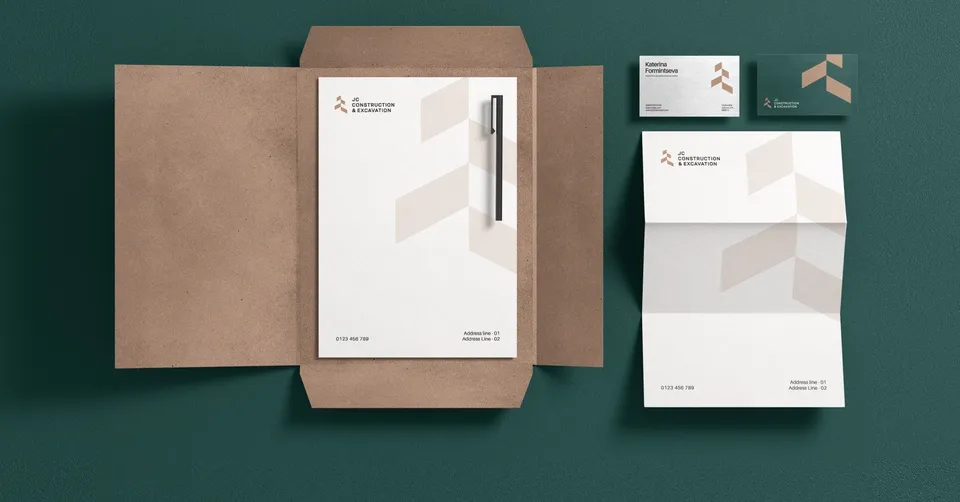 JC
CONSTRUCTION
& EXCAVATION
0123 456 789
Address line - 01
Address Line - 02
Katerina
Formintseva
JC
CONSTRUCTION
& EXCAVATION
JC
CONSTRUCTION
& EXCAVATION
0123 456 789
Address line - 01
Address Line - 02